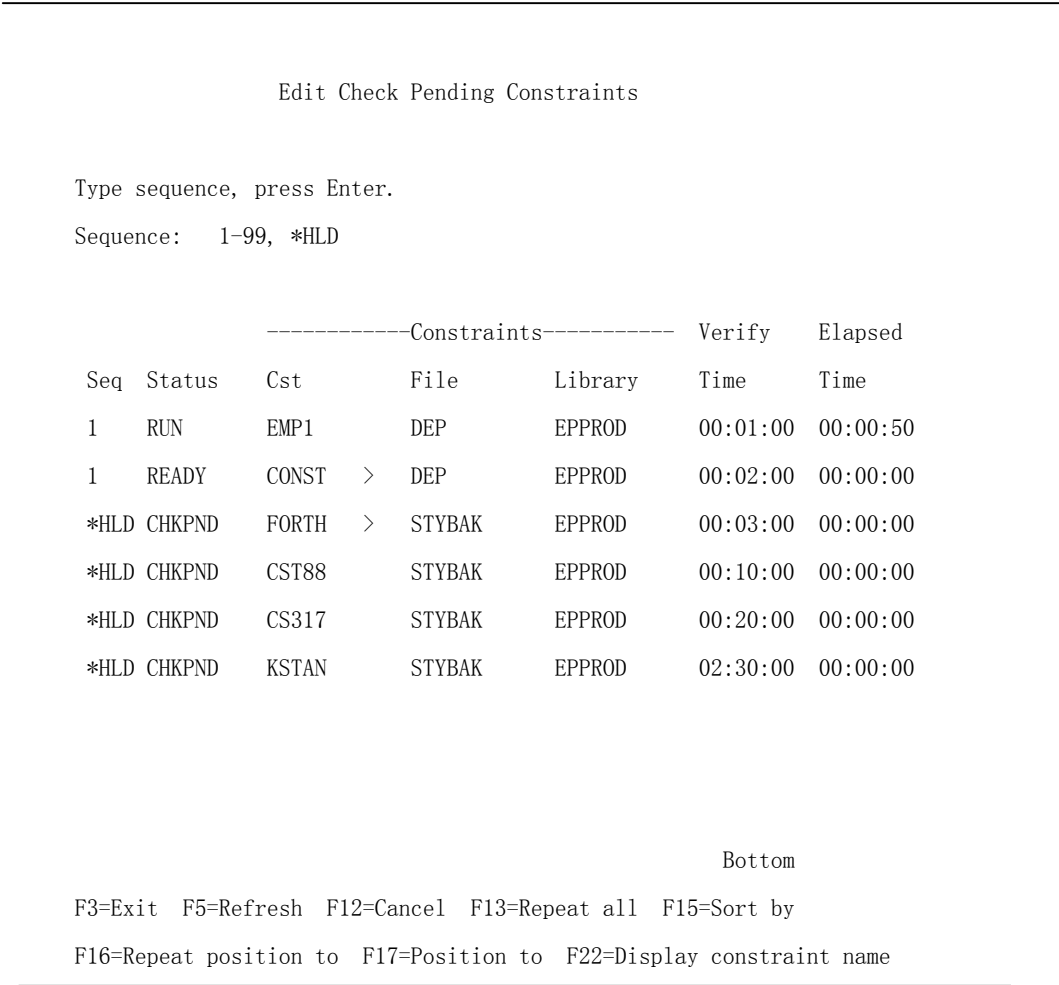 Edit Check Pending Constraints
Type sequence, press Enter.
Sequence: 1-99, *HLD
------------Constraints----------- Verify Elapsed
Seq Status Cst File Library Time Time
1 RUN EMP1 DEP EPPROD 00:01:00 00:00:50
1 READY CONST > DEP EPPROD 00:02:00 00:00:00
*HLD CHKPND FORTH > STYBAK EPPROD 00:03:00 00:00:00
*HLD CHKPND CST88 STYBAK EPPROD 00:10:00 00:00:00
*HLD CHKPND CS317 STYBAK EPPROD 00:20:00 00:00:00
*HLD CHKPND KSTAN STYBAK EPPROD 02:30:00 00:00:00
Bottom
F3=Exit F5=Refresh F12=Cancel F13=Repeat all F15=Sort by
F16=Repeat position to F17=Position to F22=Display constraint name